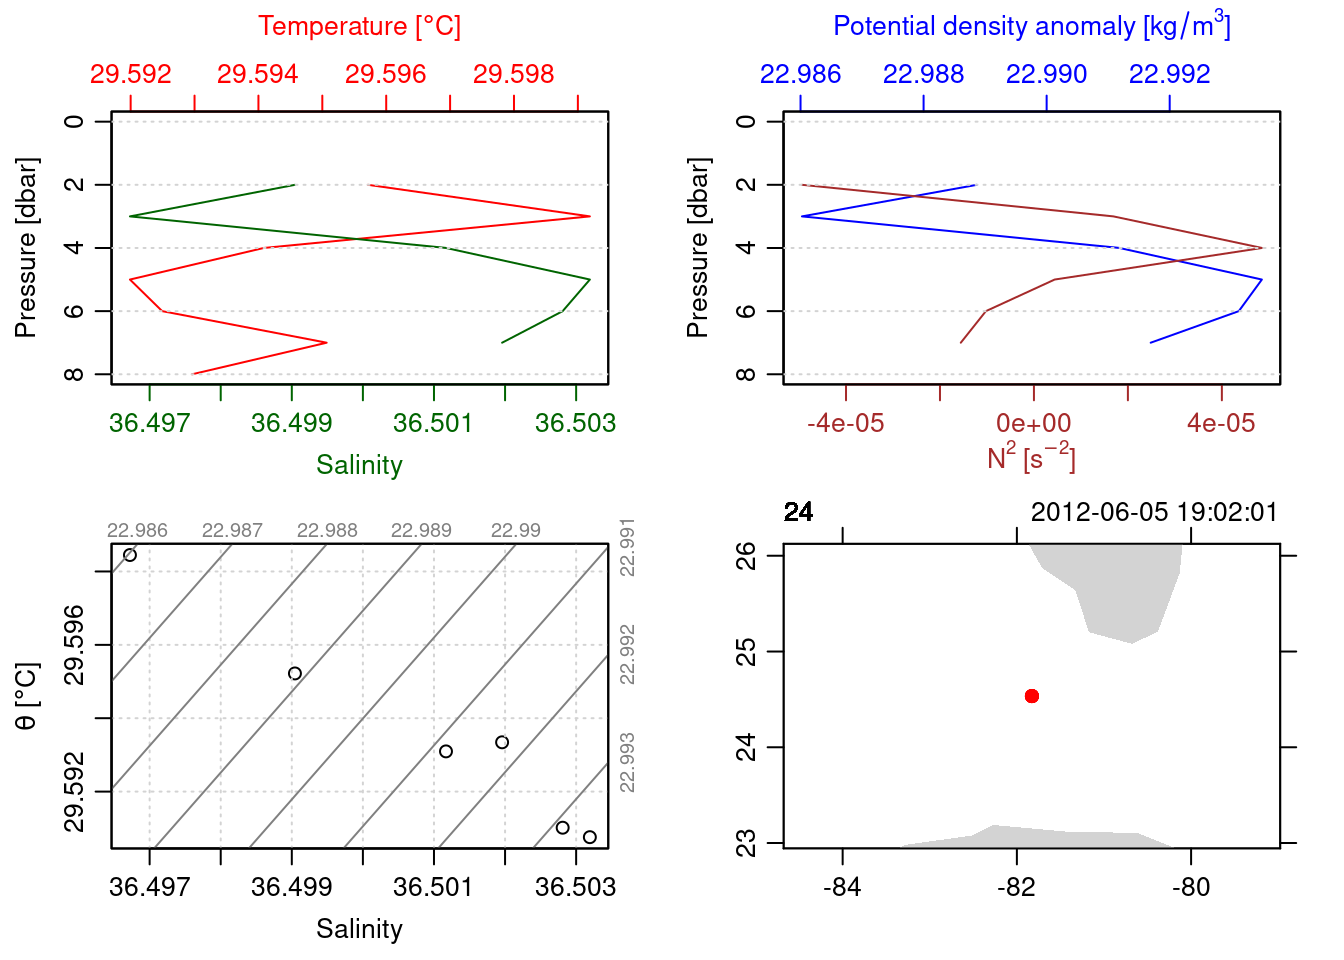 Temperature [°C]
29.592 29.594 29.596 29.598
0
2
4
6
8
Pressure [dbar]
36.497 36.499 36.501 36.503
Salinity
Potential density anomaly [kg/m³]
22.986 22.988 22.990 22.992
0
2
4
6
8
Pressure [dbar]
-4e-05 0e+00 4e-05
N² [s⁻²]
22.986 22.987 22.988 22.989 22.99 22.991
22.992
22.993
29.596
29.592
θ [°C]
36.497 36.499 36.501 36.503
Salinity
24 2012-06-05 19:02:01
26
25
24
23
-84 -82 -80